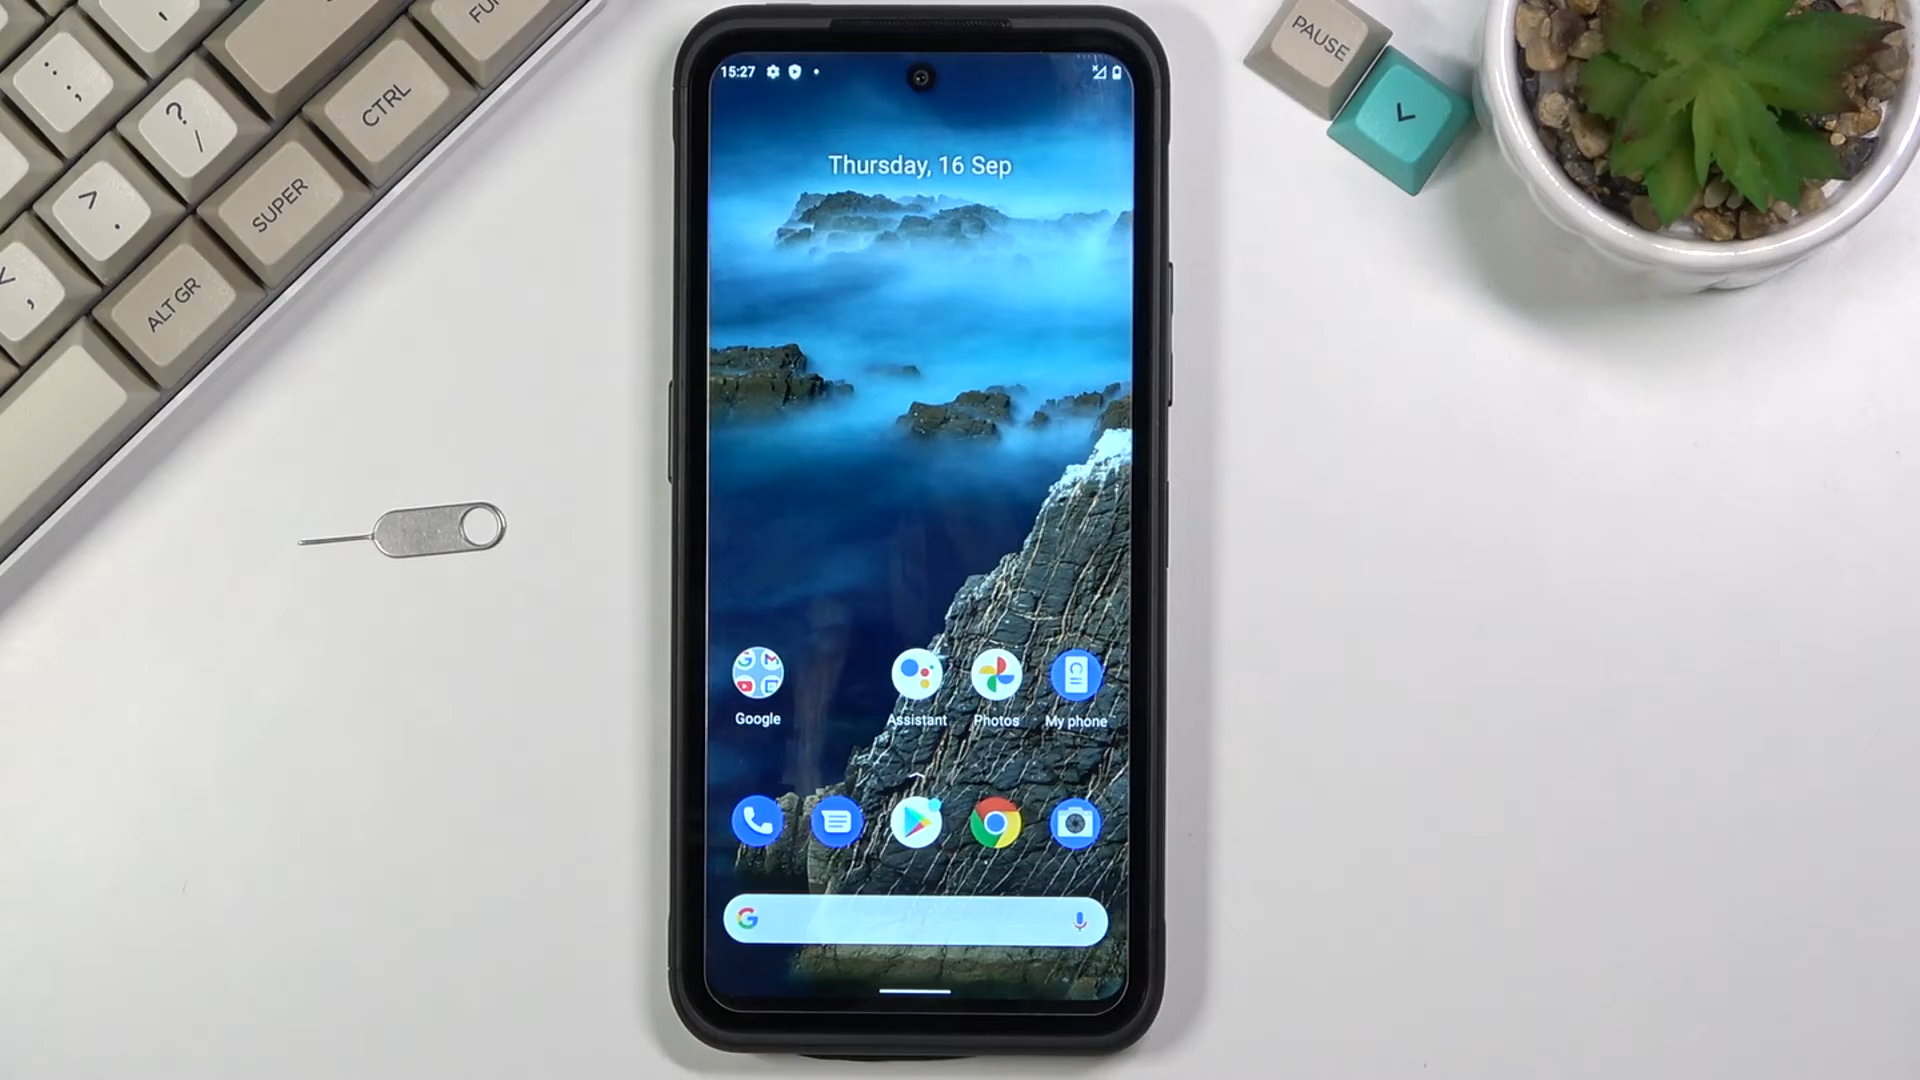 ;
:
?
/
>
.
<
,
CTRL
SUPER
ALT GR
PAUSE
15:27
Thursday, 16 Sep
Google
Assistant
Photos
My phone